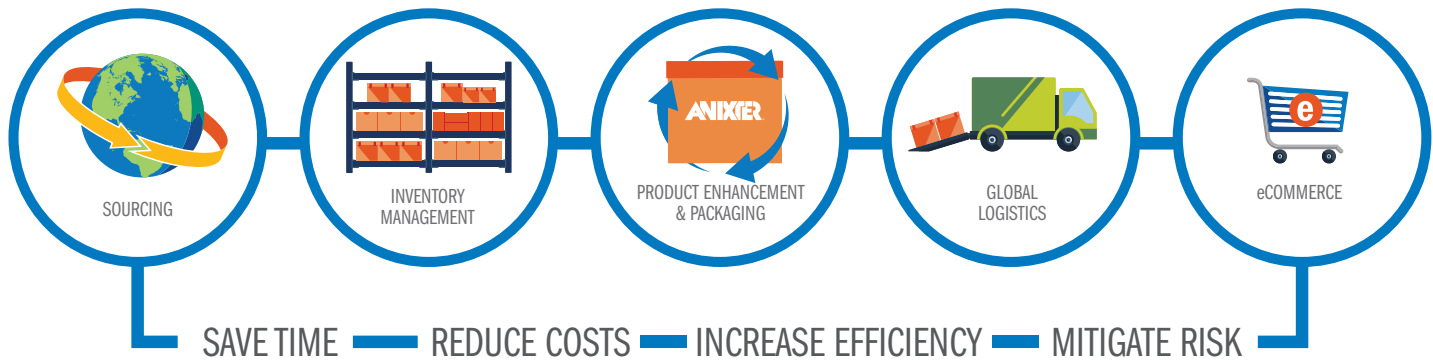 SOURCING
INVENTORY
MANAGEMENT
ANIXTER
PRODUCT ENHANCEMENT
& PACKAGING
GLOBAL
LOGISTICS
e
eCOMMERCE
SAVE TIME
REDUCE COSTS
INCREASE EFFICIENCY
MITIGATE RISK